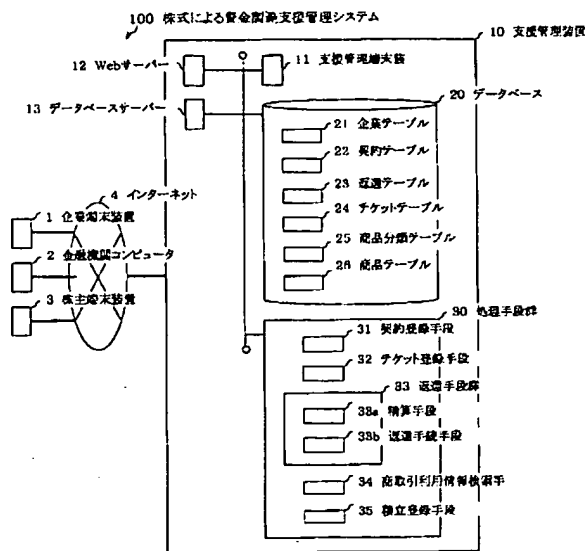 100 株式による資金調達支援管理システム
10 支援管理装置
12 Webサーバー
11 支援管理端末装
13 データベースサーバー
20 データベース
21 企業テーブル
22 契約テーブル
23 返還テーブル
24 チケットテーブル
25 商品分類テーブル
26 商品テーブル
4 インターネット
1 企業端末装置
2 金融機関コンピュータ
3 株主端末装置
30 処理手段群
31 契約登録手段
32 チケット登録手段
33 返還手段群
33a 精算手段
33b 返還手続手段
34 商取引利用情報検索手
35 積立登録手段